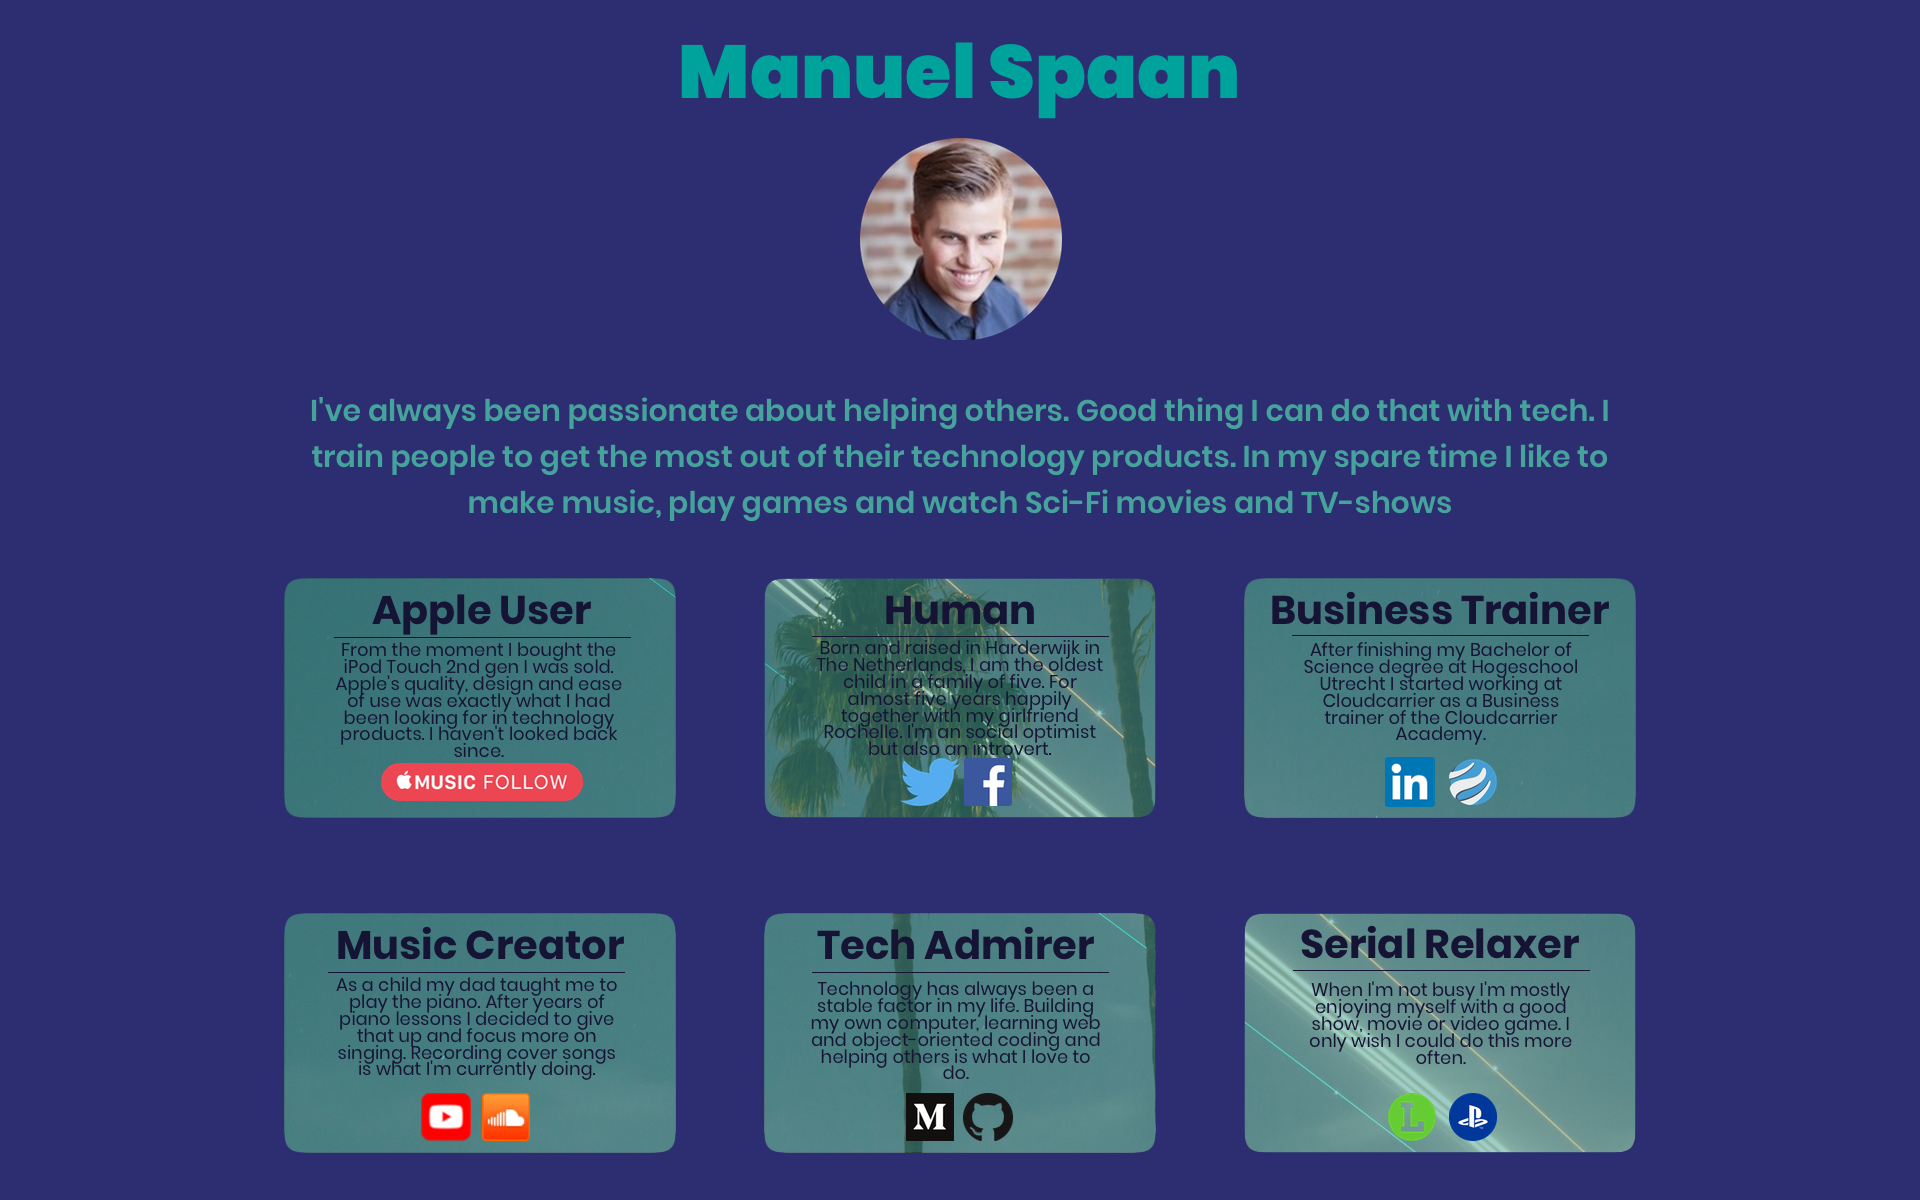 Manuel Spaan
I've always been passionate about helping others. Good thing I can do that with tech. I
train people to get the most out of their technology products. In my spare time I like to
make music, play games and watch Sci-Fi movies and TV-shows
Apple User
From the moment I bought the
iPod Touch 2nd gen I was sold.
Apple's quality, design and ease
of use was exactly what I had
been looking for in technology
products. I haven't looked back
since.
MUSIC FOLLOW
Human
Born and raised in Harderwijk in
The Netherlands, I am the oldest
child in a family of five. For
almost five years happily
together with my girlfriend
Rochelle. I'm an social optimist
but also an introvert.
f
Business Trainer
After finishing my Bachelor of
Science degree at Hogeschool
Utrecht I started working at
Cloudcarrier as a Business
trainer of the Cloudcarrier
Academy.
in
Music Creator
As a child my dad taught me to
play the piano. After years of
piano lessons I decided to give
that up and focus more on
singing. Recording cover songs
is what I'm currently doing.
Tech Admirer
Technology has always been a
stable factor in my life. Building
my own computer, learning web
and object-oriented coding and
helping others is what I love to
do.
M
Serial Relaxer
When I'm not busy I'm mostly
enjoying myself with a good
show, movie or video game. I
only wish I could do this more
often.
L